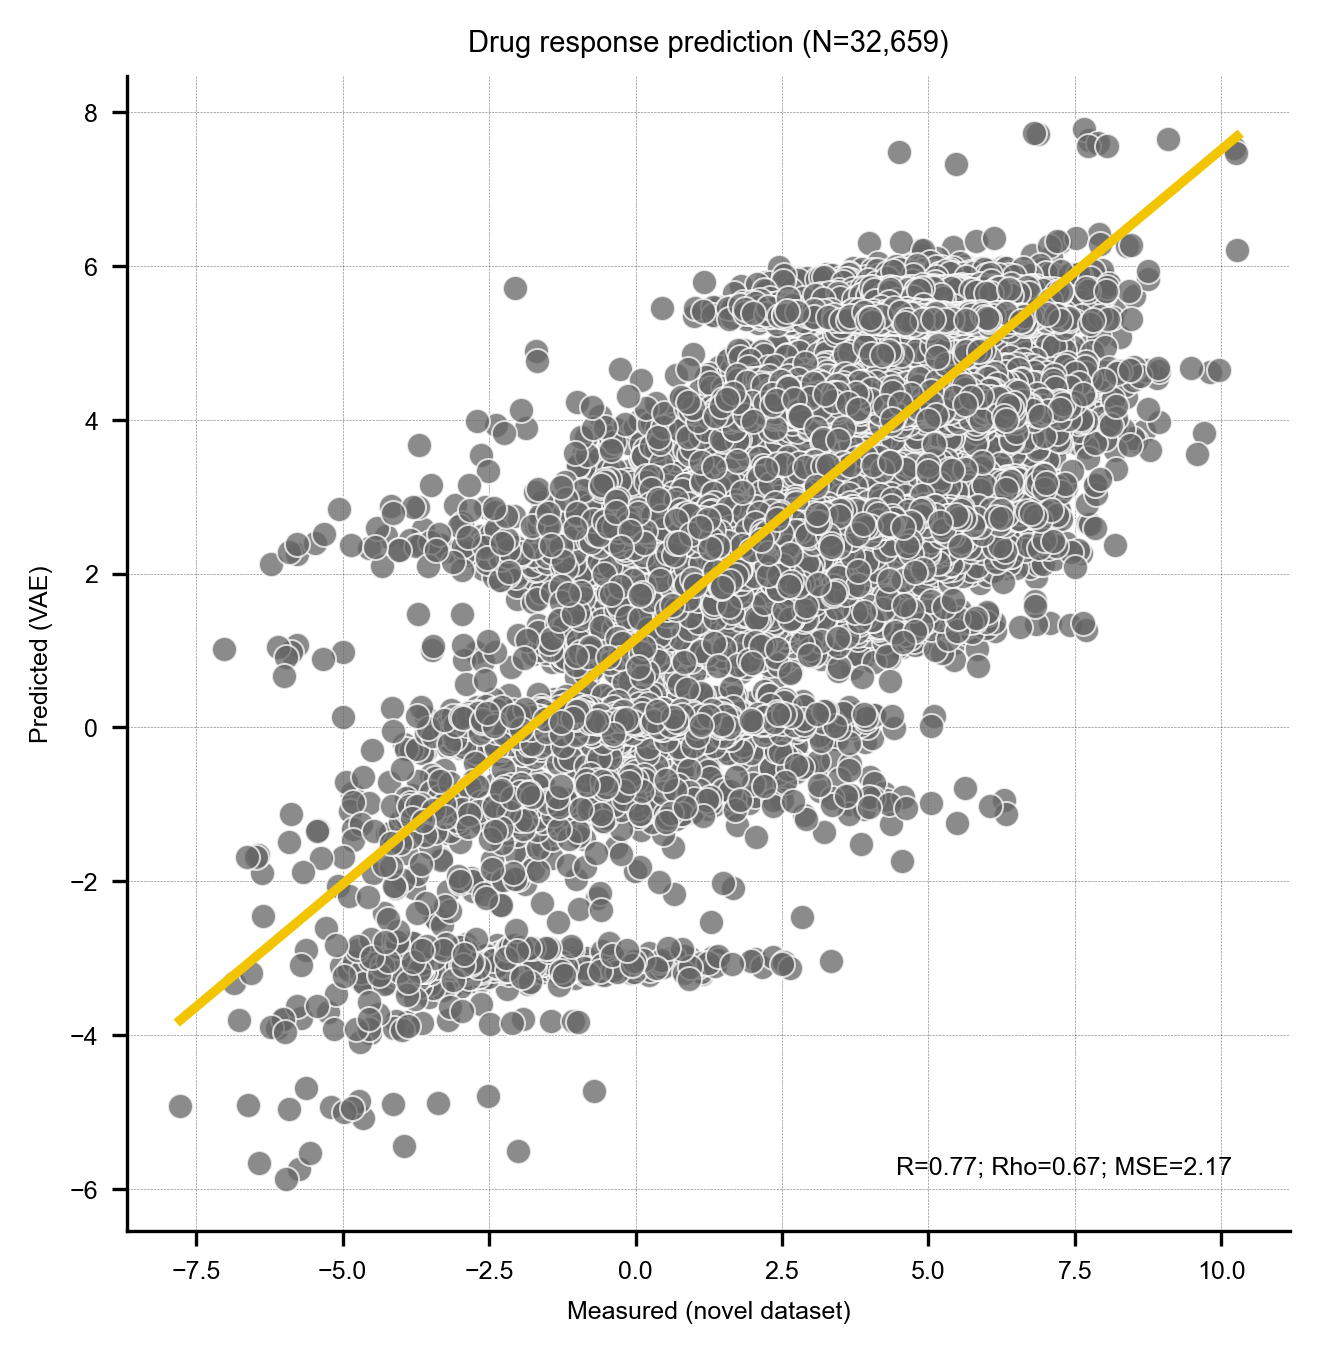 Drug response prediction (N=32,659)
8
6
4
2
0
−2
−4
−6
Predicted (VAE)
R=0.77; Rho=0.67; MSE=2.17
−7.5 −5.0 −2.5 0.0 2.5 5.0 7.5 10.0
Measured (novel dataset)